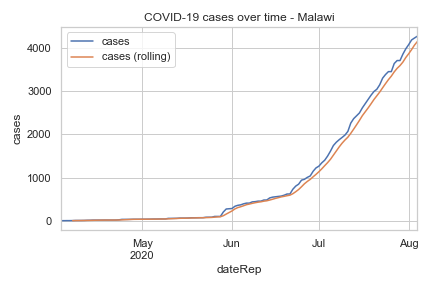 COVID-19 cases over time - Malawi
cases
cases (rolling)
4000
3000
2000
1000
0
cases
May
2020
Jun
Jul
Aug
dateRep